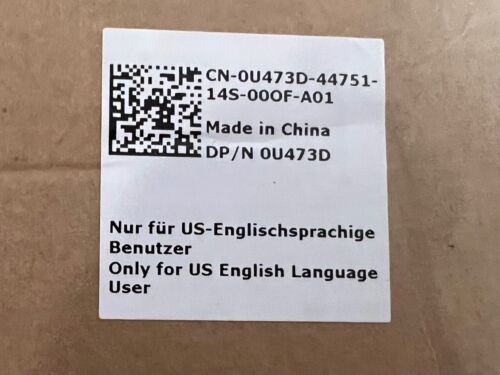 CN-0U473D-44751-
14S-00OF-A01
Made in China
DP/N 0U473D
Nur für US-Englischsprachige
Benutzer
Only for US English Language
User